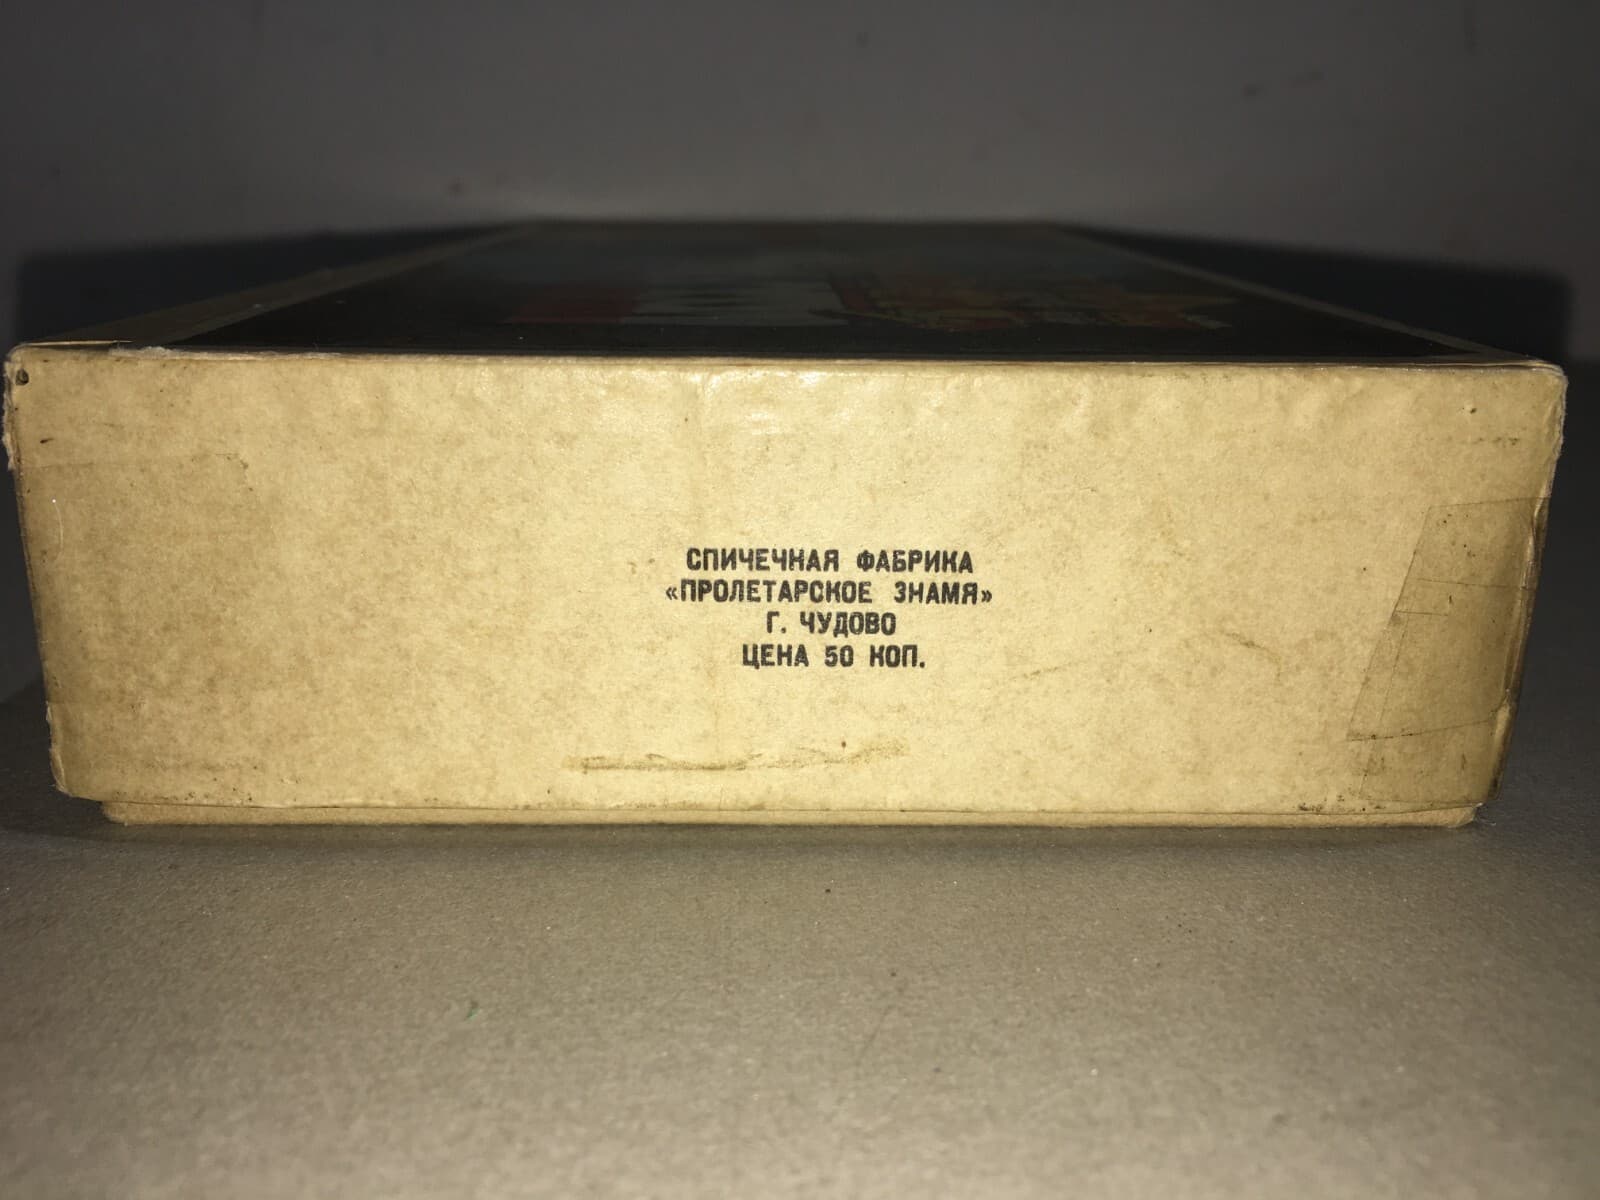 СПИЧЕЧНАЯ ФАБРИКА
«ПРОЛЕТАРСКОЕ ЗНАМЯ»
Г. ЧУДОВО
ЦЕНА 50 КОП.